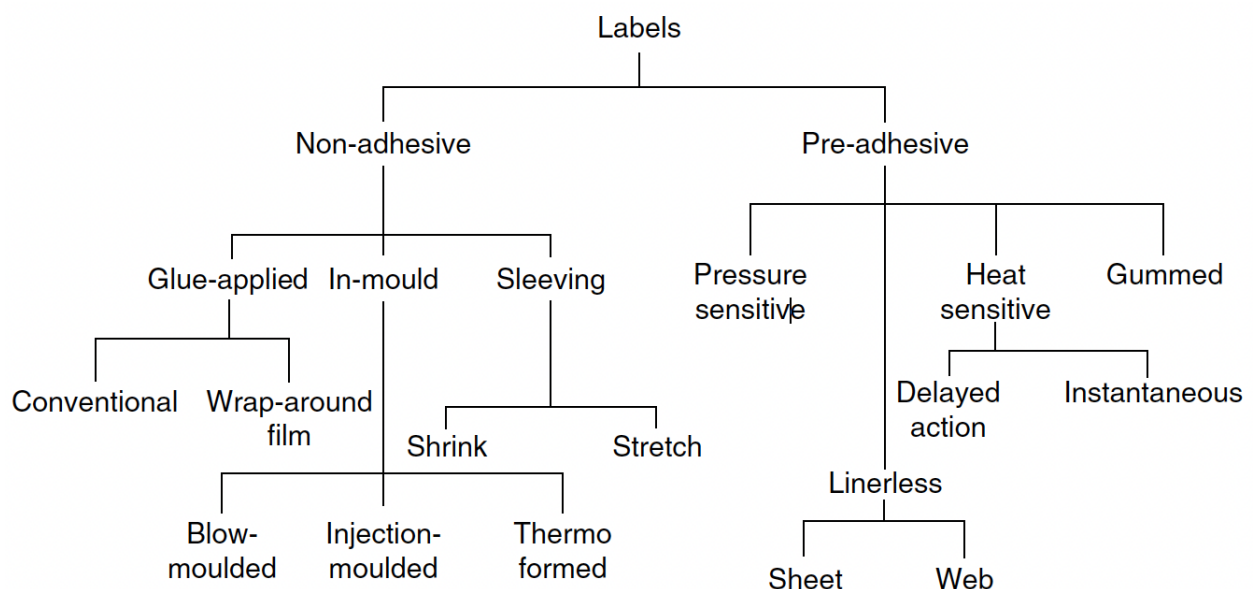 Labels
Non-adhesive
Pre-adhesive
Glue-applied
In-mould
Sleeving
Pressure
sensitive
Heat
sensitive
Gummed
Conventional
Wrap-around
film
Shrink
Stretch
Delayed
action
Instantaneous
Linerless
Blow-
moulded
Injection-
moulded
Thermo
formed
Sheet
Web